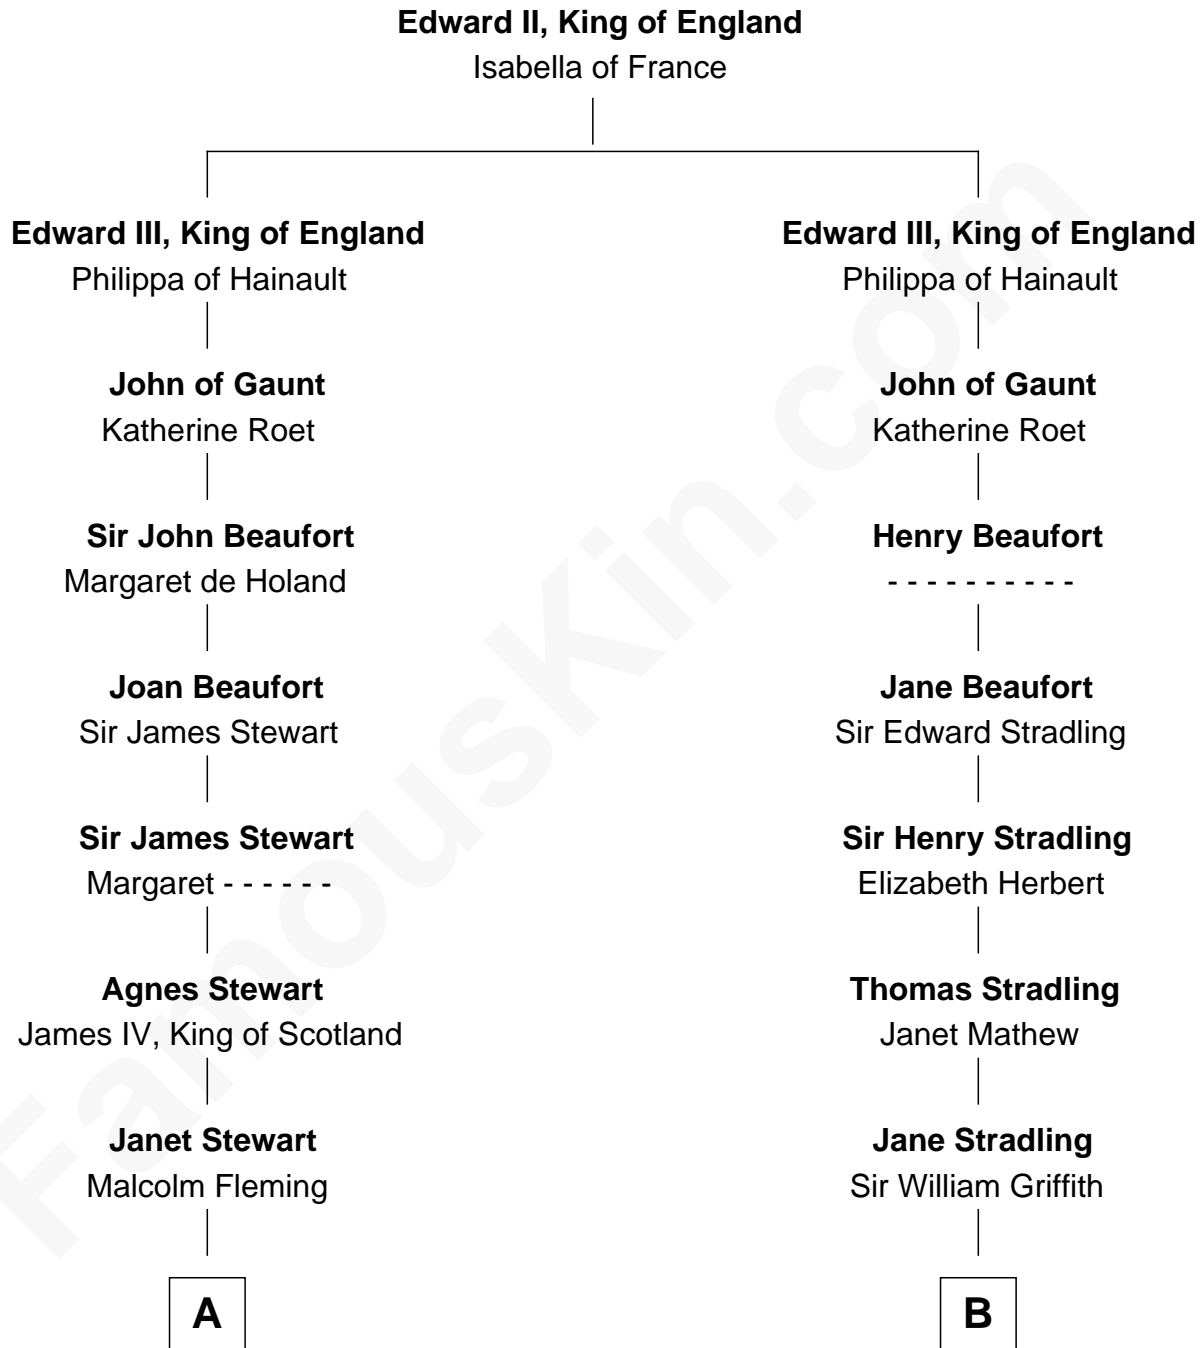 Edward II, King of England
Isabella of France
Edward III, King of England
Philippa of Hainault
John of Gaunt
Katherine Roet
Sir John Beaufort
Margaret de Holand
Joan Beaufort
Sir James Stewart
Sir James Stewart
Margaret - - - - - -
Agnes Stewart
James IV, King of Scotland
Janet Stewart
Malcolm Fleming
A
Edward III, King of England
Philippa of Hainault
John of Gaunt
Katherine Roet
Henry Beaufort
- - - - - - - - - -
Jane Beaufort
Sir Edward Stradling
Sir Henry Stradling
Elizabeth Herbert
Thomas Stradling
Janet Mathew
Jane Stradling
Sir William Griffith
B
FamousKin.com